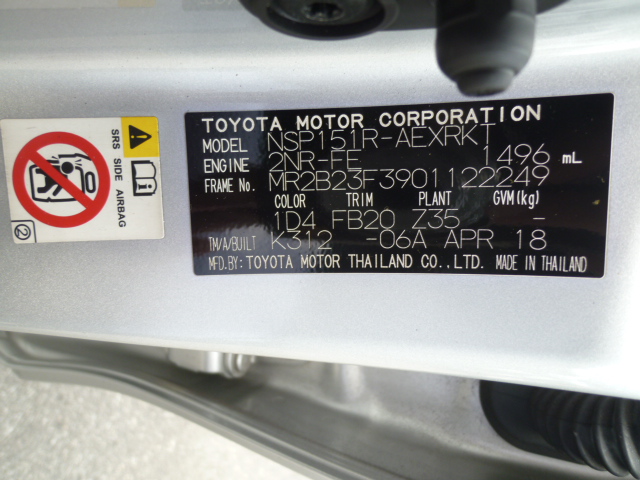 TOYOTA MOTOR CORPORATION
MODEL NSP151R-AEXRKT
ENGINE 2NR-FE 1496 mL
FRAME No. MR2B23F3901122249
COLOR TRIM PLANT GVM(kg)
1D4 FB20 Z35 -
TM/A/BUILT K312 -06A APR 18
MFD.BY: TOYOTA MOTOR THAILAND CO.,LTD. MADE IN THAILAND
SRS SIDE AIRBAG
2